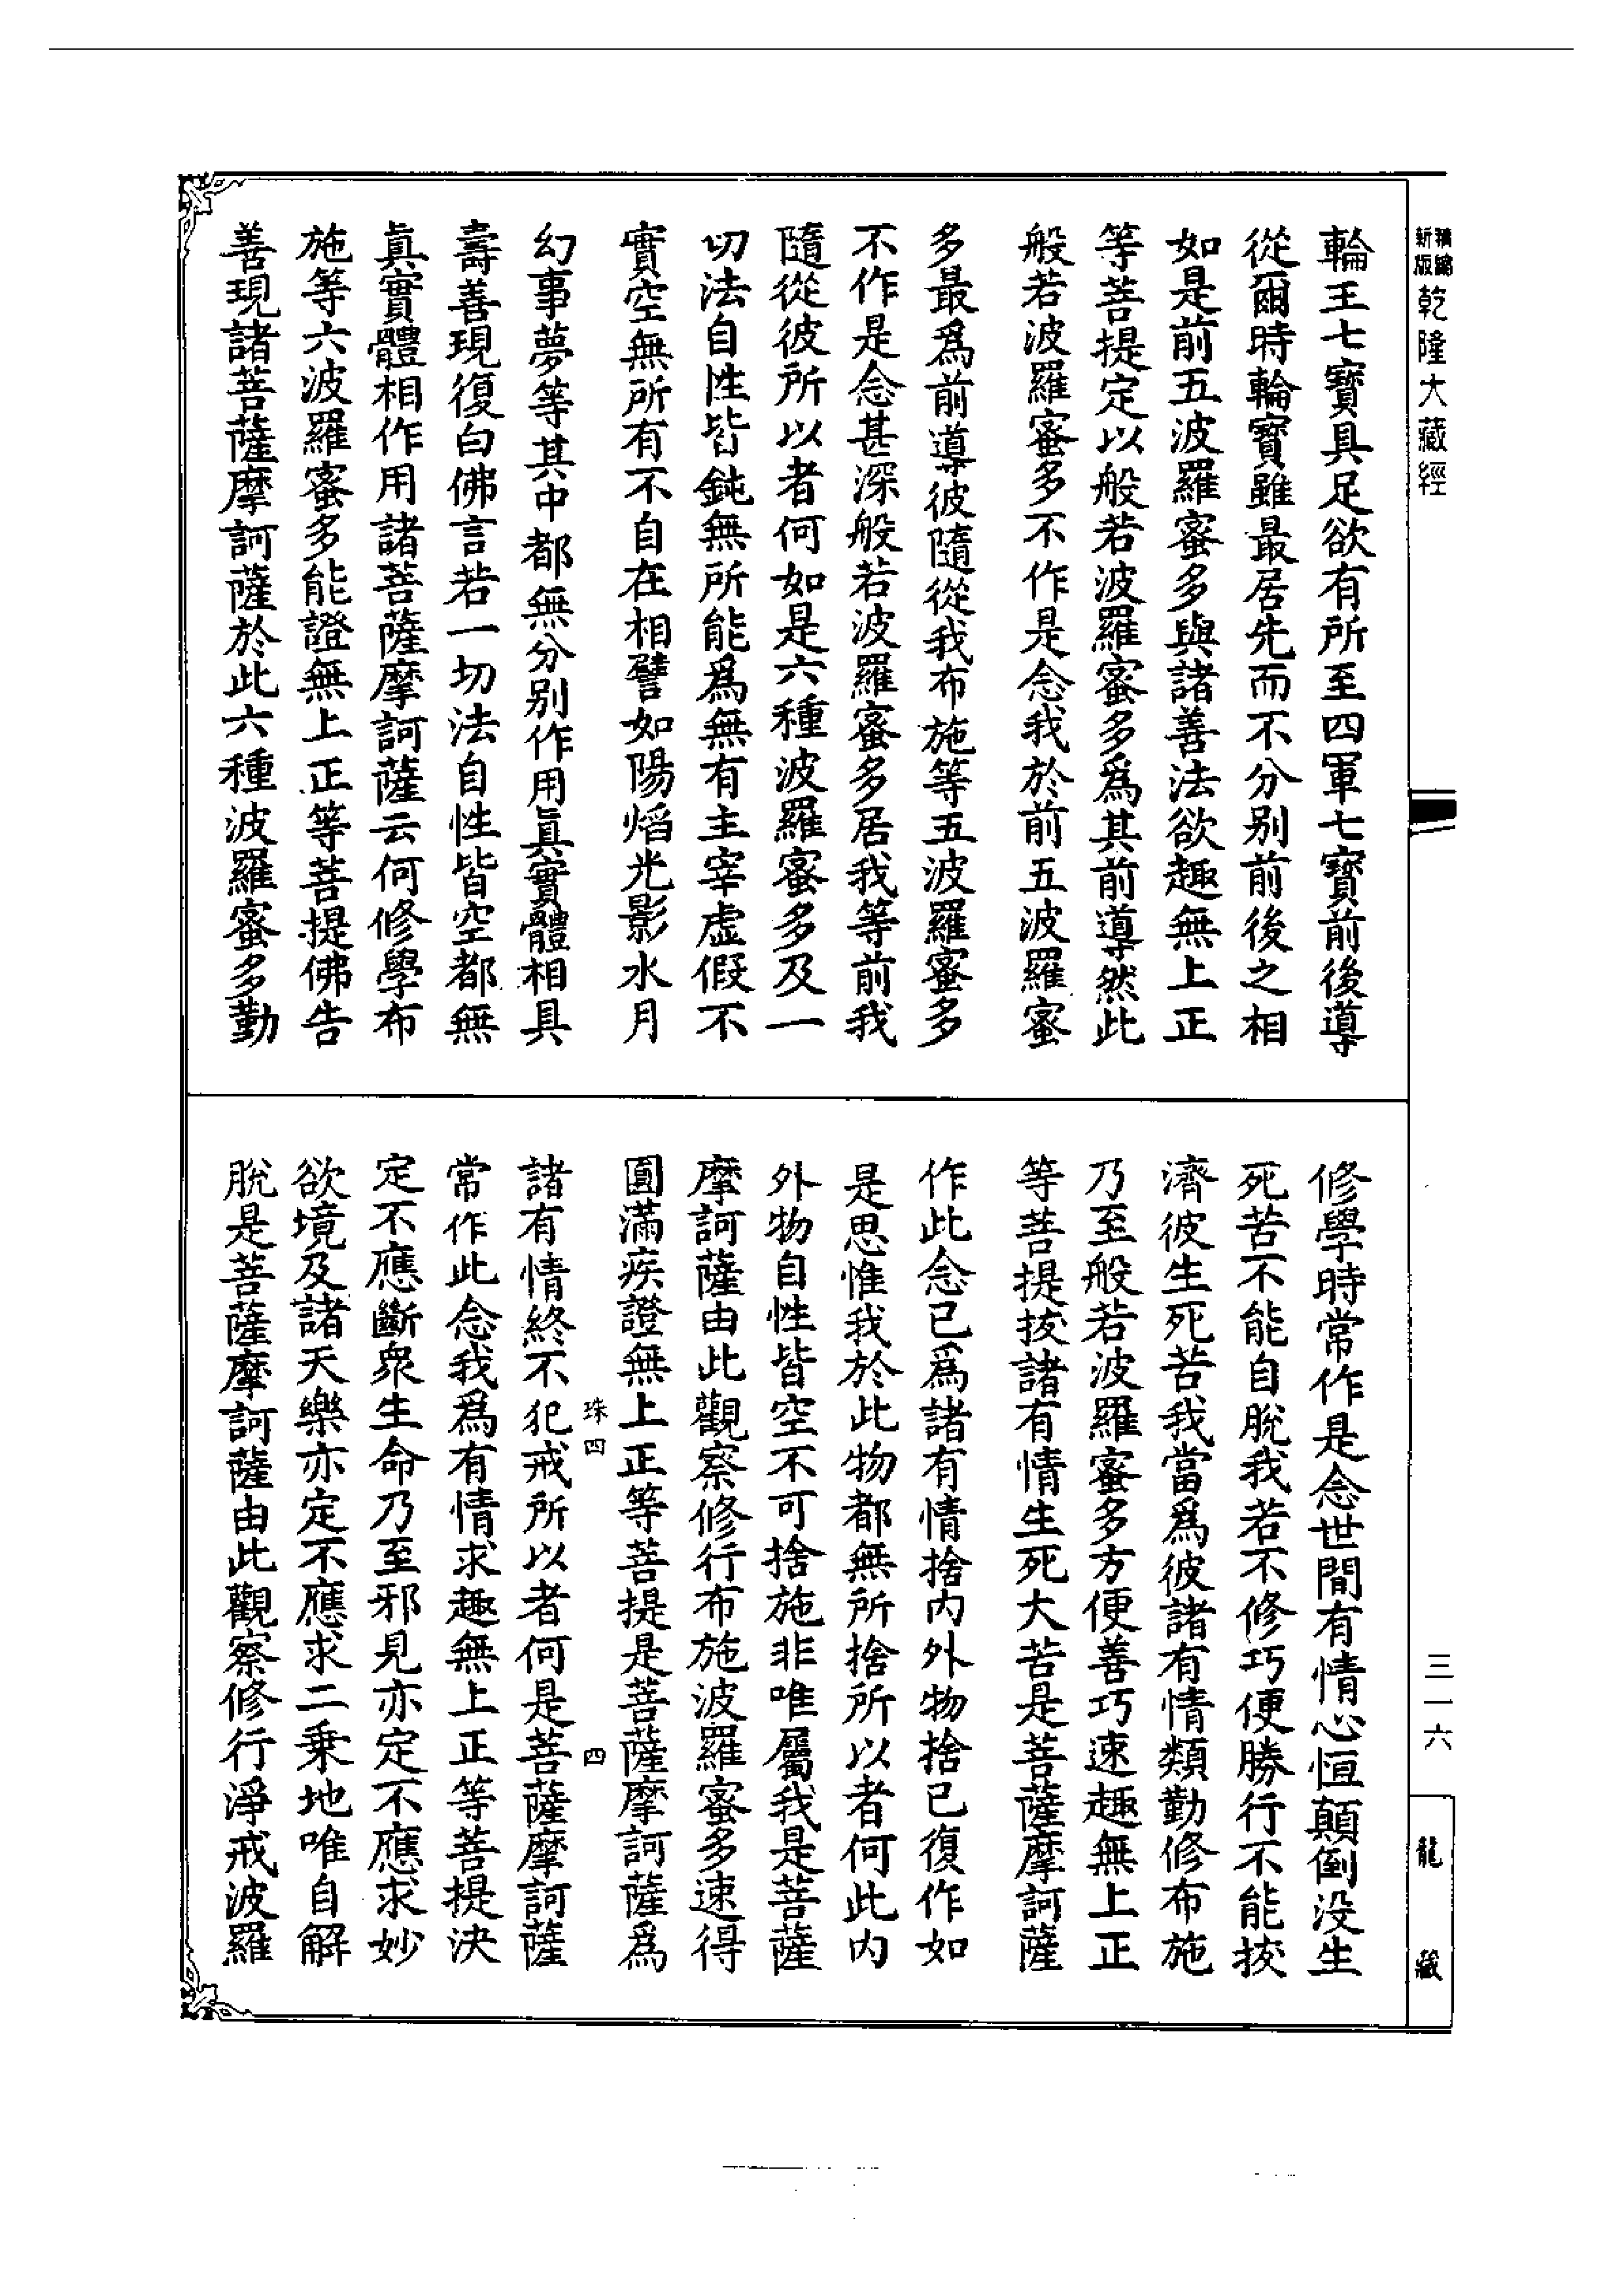 精縮新版乾隆大藏經
輪王七寶具足欲有所至四軍七寶前後導
從爾時輪寶雖最居先而不分别前後之相
如是前五波羅蜜多與諸善法欲趣無上正
等菩提定以般若波羅蜜多爲其前導然此
般若波羅蜜多不作是念我於前五波羅蜜
多最爲前導彼隨從我布施等五波羅蜜多
不作是念甚深般若波羅蜜多居我等前我
隨從彼所以者何如是六種波羅蜜多及一
切法自性皆鈍無所能爲無有主宰虛假不
實空無所有不自在相譬如陽焰光影水月
幻事夢等其中都無分别作用眞實體相具
壽善現復白佛言若一切法自性皆空都無
眞實體相作用諸菩薩摩訶薩云何修學布
施等六波羅蜜多能證無上正等菩提佛告
善現諸菩薩摩訶薩於此六種波羅蜜多勤
修學時常作是念世間有情心恒顛倒没生
死苦不能自脫我若不修巧便勝行不能拔
濟彼生死苦我當爲彼諸有情類勤修布施
乃至般若波羅蜜多方便善巧速趣無上正
等菩提拔諸有情生死大苦是菩薩摩訶薩
作此念已爲諸有情捨内外物捨已復作如
是思惟我於此物都無所捨所以者何此内
外物自性皆空不可捨施非唯屬我是菩薩
摩訶薩由此觀察修行布施波羅蜜多速得
圓滿疾證無上正等菩提是菩薩摩訶薩爲
珠四 四
諸有情終不犯戒所以者何是菩薩摩訶薩
常作此念我爲有情求趣無上正等菩提決
定不應斷衆生命乃至邪見亦定不應求妙
欲境及諸天樂亦定不應求二乗地唯自解
脫是菩薩摩訶薩由此觀察修行淨戒波羅
三一六
龍藏